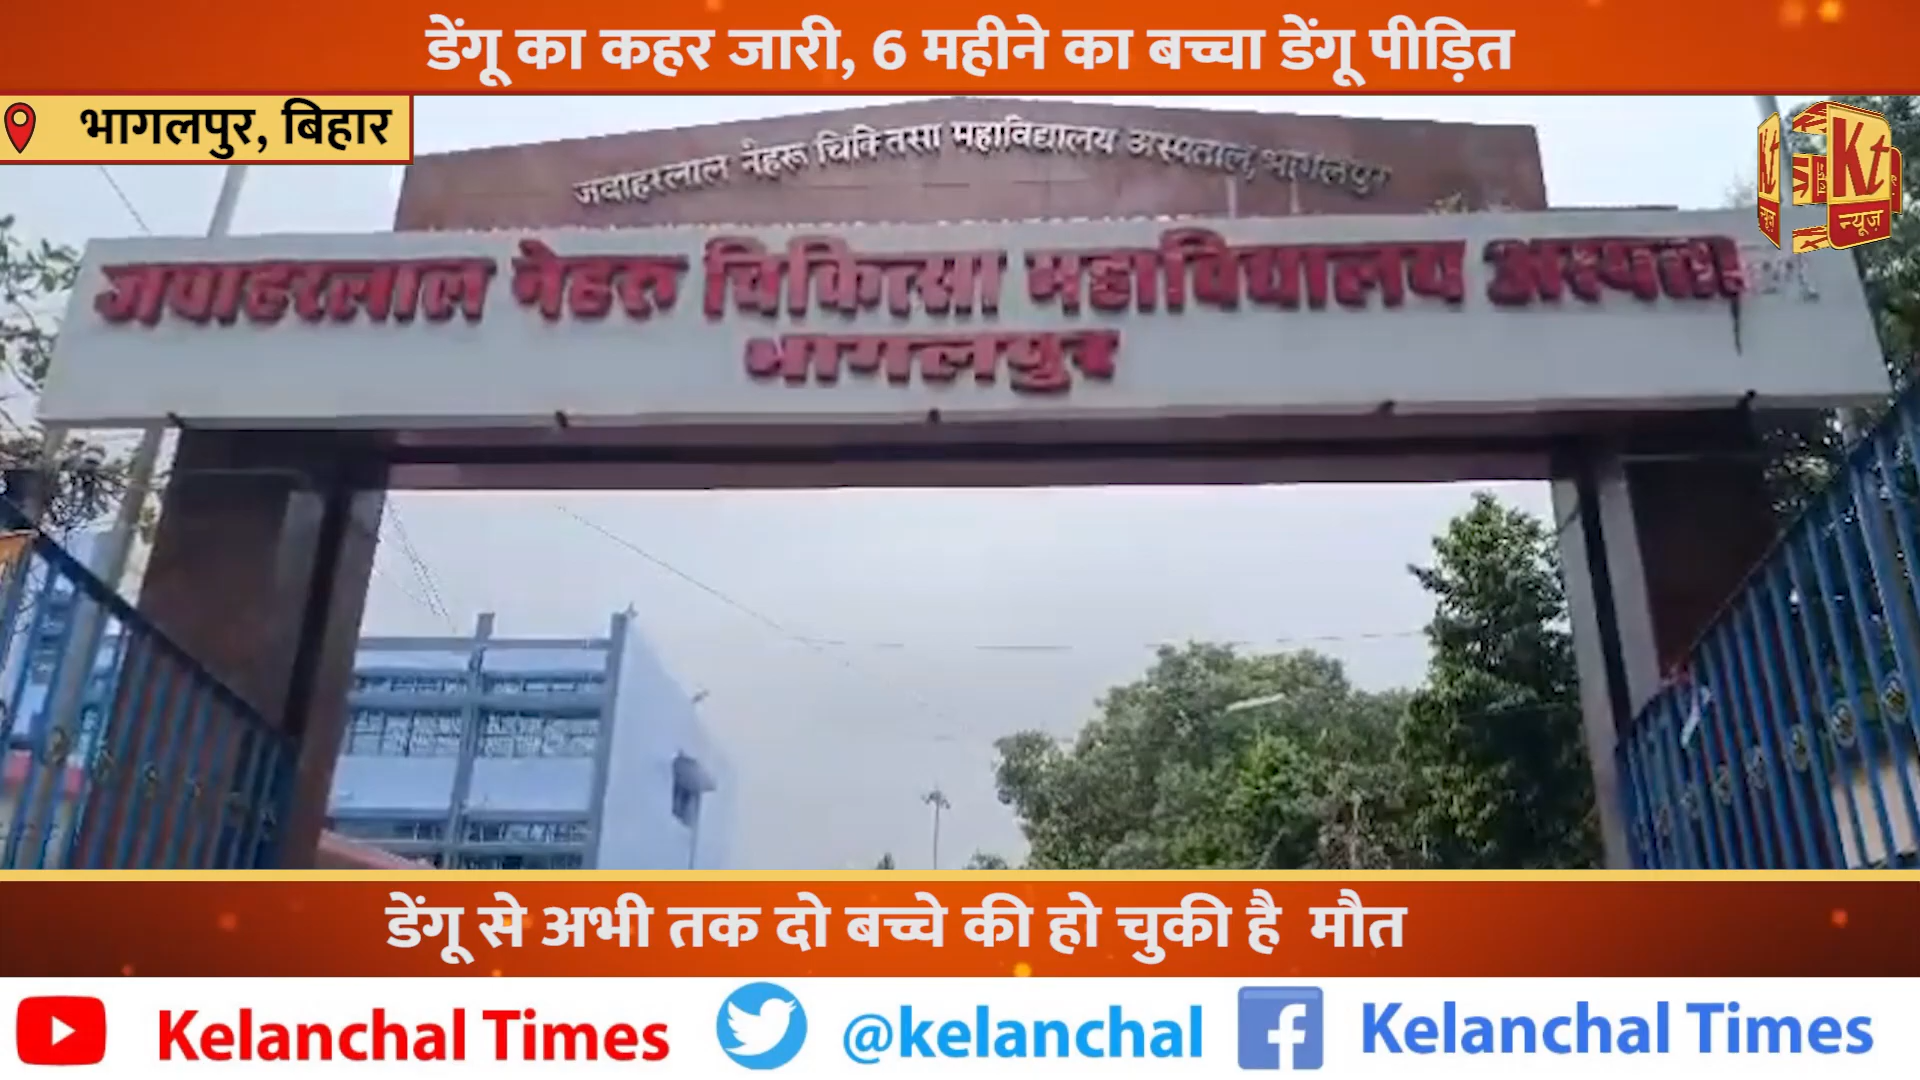 डेंगू का कहर जारी, 6 महीने का बच्चा डेंगू पीड़ित
भागलपुर, बिहार
Kt
न्यूज़
जवाहरलाल नेहरू चिकितसा महाविद्यालय अस्पताल, भागलपुर
जवाहरलाल नेहरु चिकित्सा महाविद्यालय अस्पताल
भागलपुर
डेंगू से अभी तक दो बच्चे की हो चुकी है मौत
Kelanchal Times
@kelanchal
Kelanchal Times